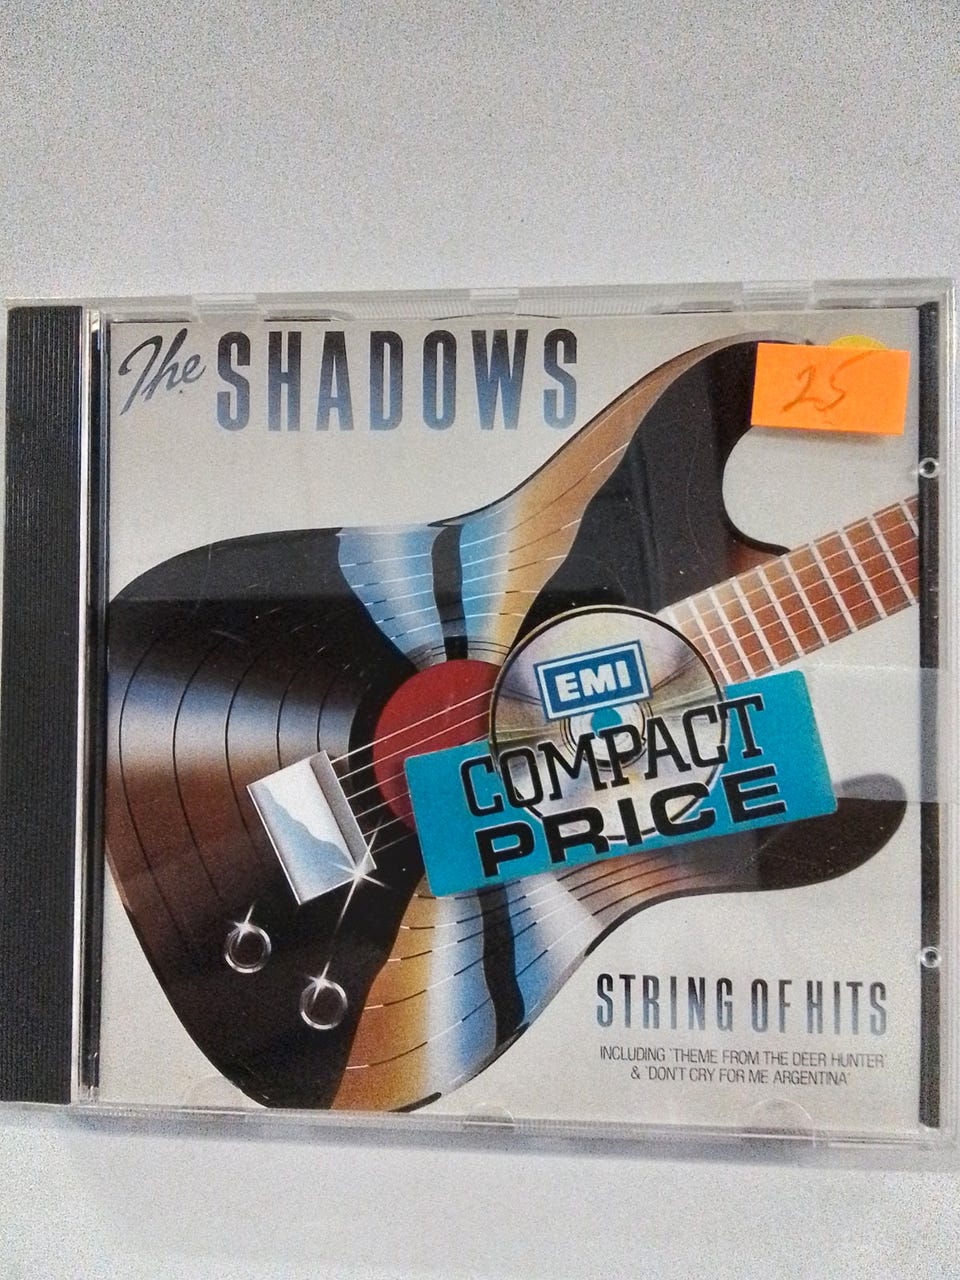 The SHADOWS
25
EMI
COMPACT
PRICE
STRING OF HITS
INCLUDING 'THEME FROM THE DEER HUNTER'
& 'DON'T CRY FOR ME ARGENTINA'